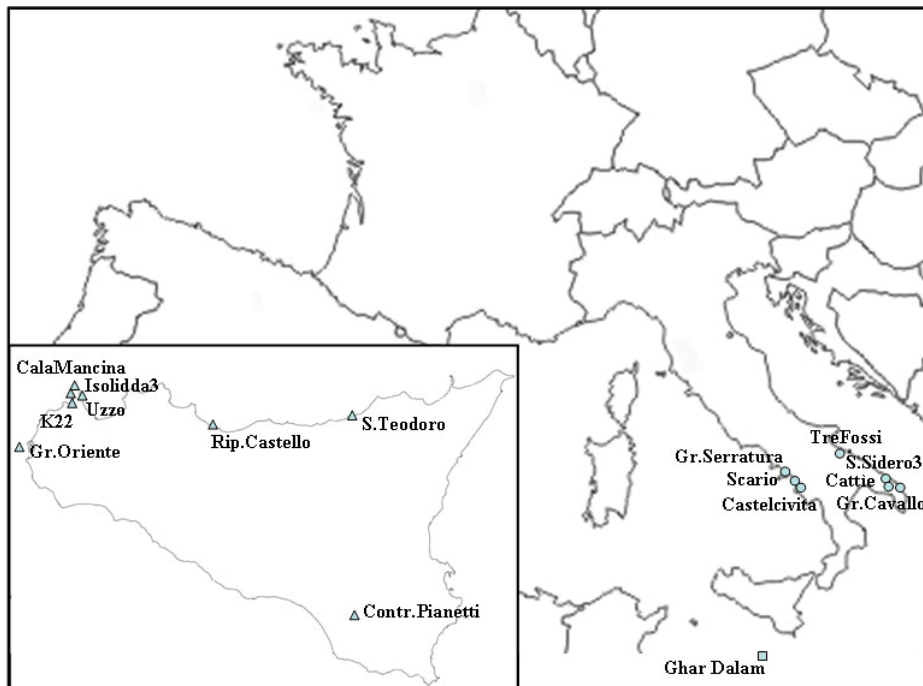 CalaMancina
Isolidda3
Uzzo
K22
Gr.Oriente
Rip.Castello
S.Teodoro
Contr.Pianetti
TreFossi
Gr.Serratura
S.Sidero3
Scario
Cattìe
Castelcivita
Gr.Cavallo
Ghar Dalam